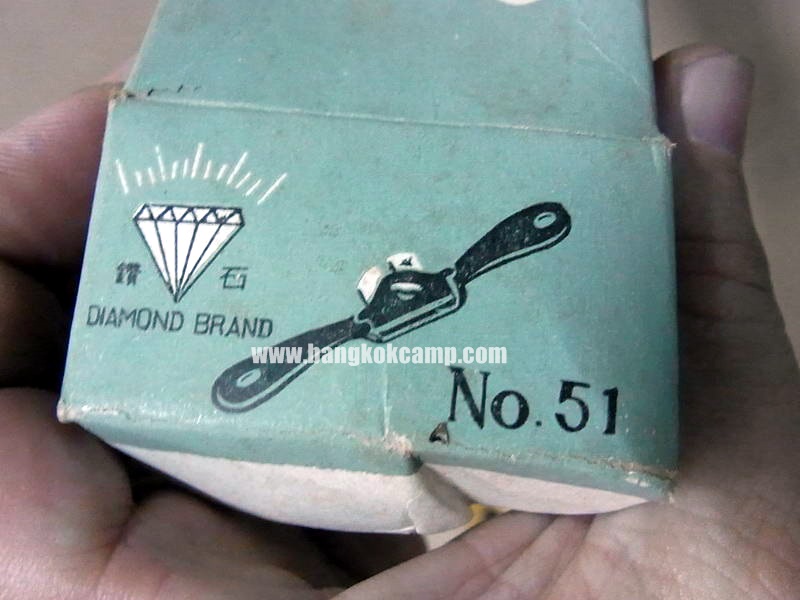 鑽 石
DIAMOND BRAND
www.bangkokcamp.com
No. 51